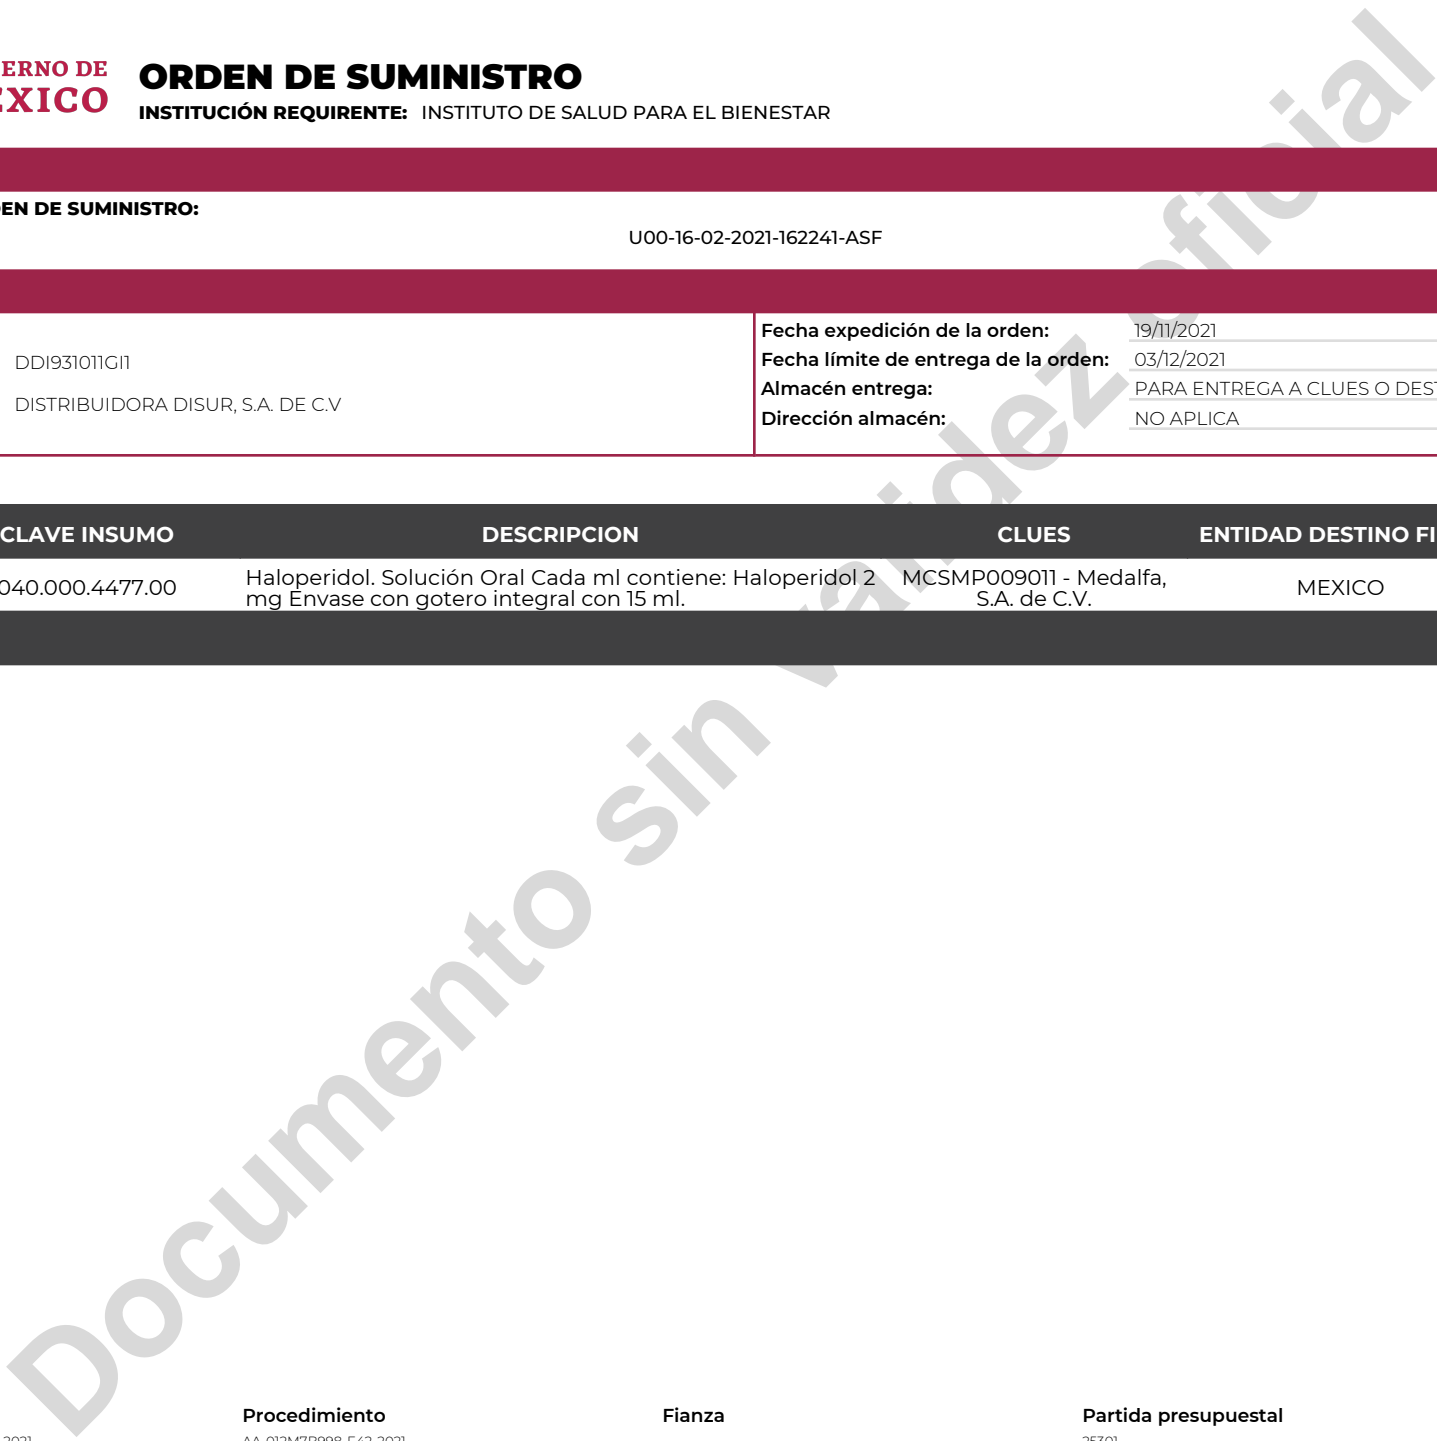 ERNO DE
EXICO
ORDEN DE SUMINISTRO
INSTITUCIÓN REQUIRENTE: INSTITUTO DE SALUD PARA EL BIENESTAR
EN DE SUMINISTRO:
U00-16-02-2021-162241-ASF
DDI931011GI1
DISTRIBUIDORA DISUR, S.A. DE C.V
Fecha expedición de la orden: 19/11/2021
Fecha límite de entrega de la orden: 03/12/2021
Almacén entrega: PARA ENTREGA A CLUES O DES
Dirección almacén: NO APLICA
CLAVE INSUMO DESCRIPCION CLUES ENTIDAD DESTINO FI
040.000.4477.00
Haloperidol. Solución Oral Cada ml contiene: Haloperidol 2
mg Envase con gotero integral con 15 ml.
MCSMP009011 - Medalfa,
S.A. de C.V.
MEXICO
Documento sin validez oficial
Procedimiento Fianza Partida presupuestal